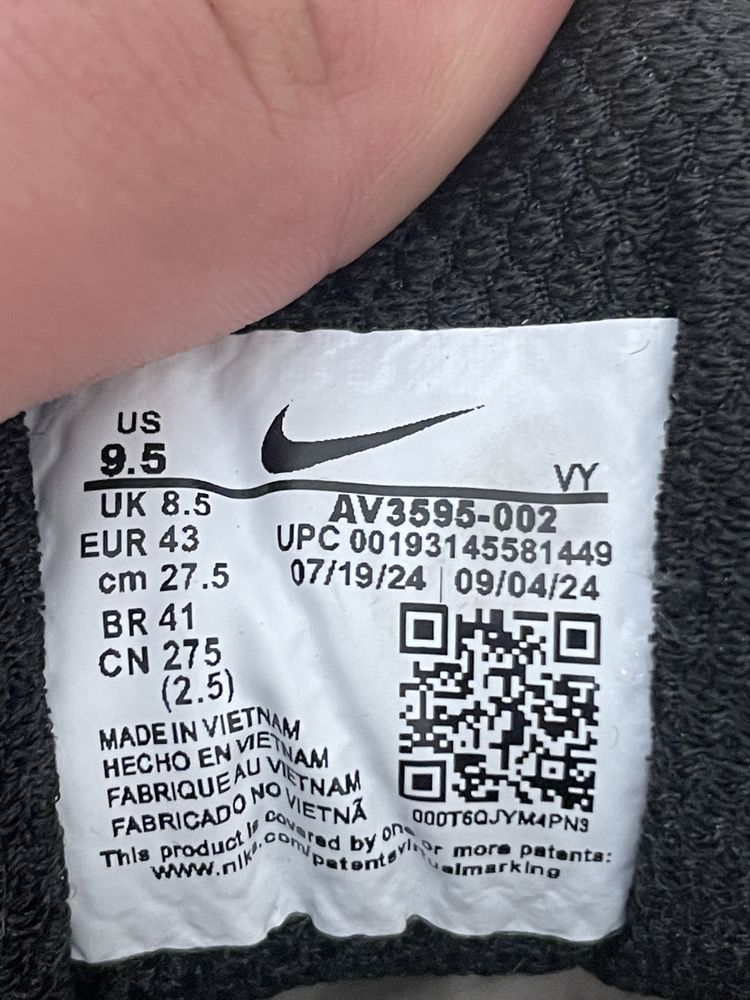 US
9.5
VY
UK 8.5
AV3595-002
EUR 43
UPC 00193145581449
cm 27.5
07/19/24 | 09/04/24
BR 41
CN 275
(2.5)
MADE IN VIETNAM
HECHO EN VIETNAM
FABRIQUE AU VIETNAM
FABRICADO NO VIETNÃ
000T6QJYM4PN3
This product is covered by one or more patents:
www.nike.com/patentsvirtualmarking